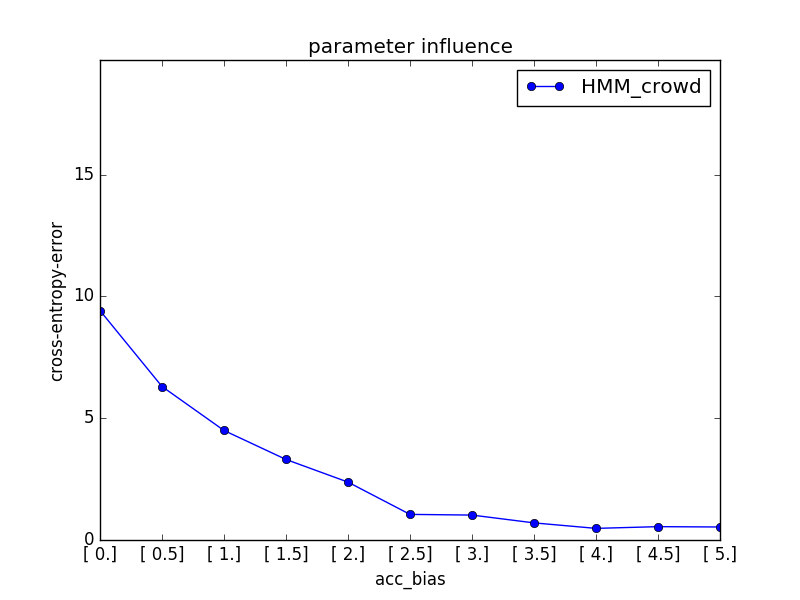 parameter influence
HMM_crowd
15
10
5
0
cross-entropy-error
[ 0.] [ 0.5] [ 1.] [ 1.5] [ 2.] [ 2.5] [ 3.] [ 3.5] [ 4.] [ 4.5] [ 5.]
acc_bias